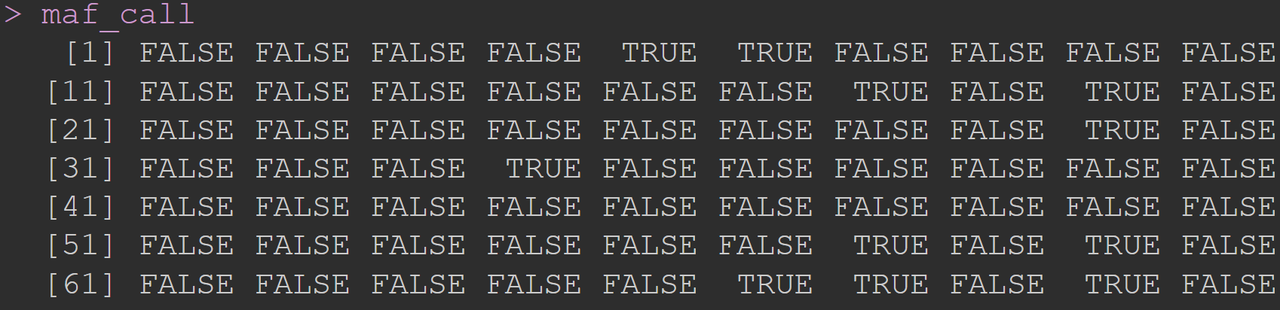 > maf_call
[1] FALSE FALSE FALSE FALSE TRUE TRUE FALSE FALSE FALSE FALSE
[11] FALSE FALSE FALSE FALSE FALSE FALSE TRUE FALSE TRUE FALSE
[21] FALSE FALSE FALSE FALSE FALSE FALSE FALSE FALSE TRUE FALSE
[31] FALSE FALSE FALSE TRUE FALSE FALSE FALSE FALSE FALSE FALSE
[41] FALSE FALSE FALSE FALSE FALSE FALSE FALSE FALSE FALSE FALSE
[51] FALSE FALSE FALSE FALSE FALSE FALSE TRUE FALSE TRUE FALSE
[61] FALSE FALSE FALSE FALSE FALSE TRUE TRUE FALSE TRUE FALSE